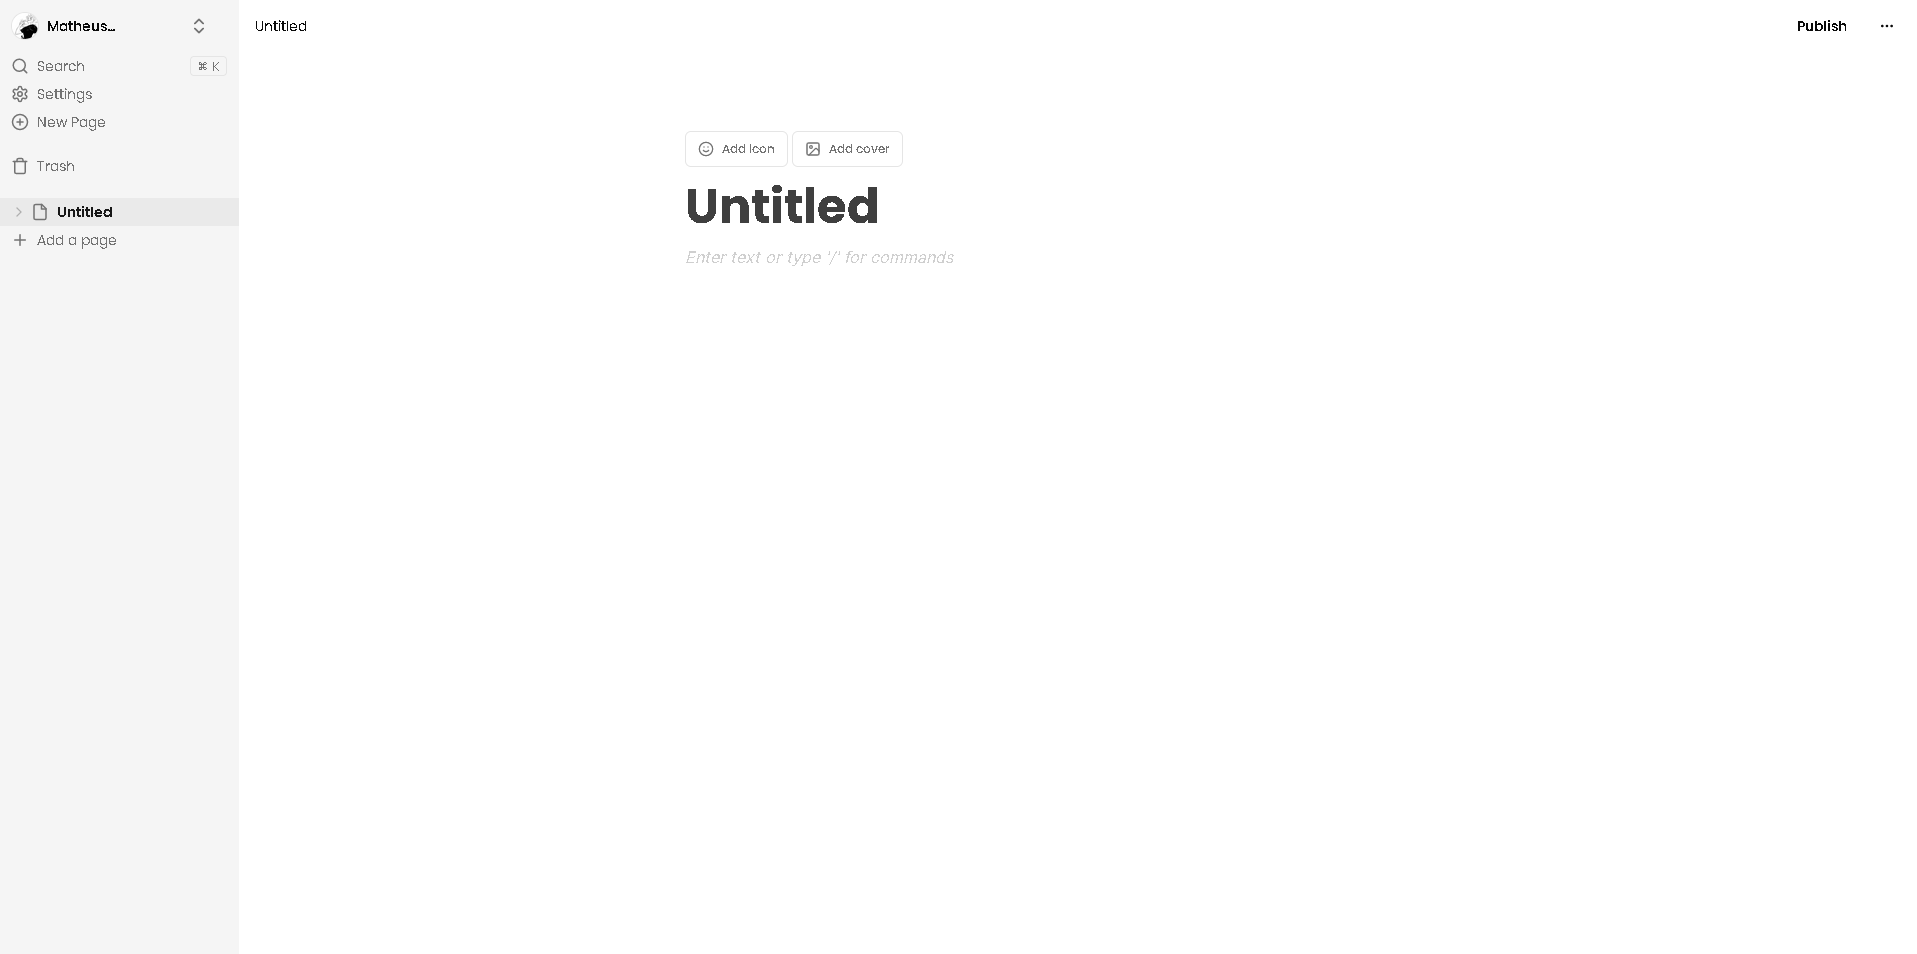 Matheus...
Search ⌘ K
Settings
New Page
Trash
Untitled
Add a page
Untitled
Publish ...
Add icon Add cover
Untitled
Enter text or type '/' for commands